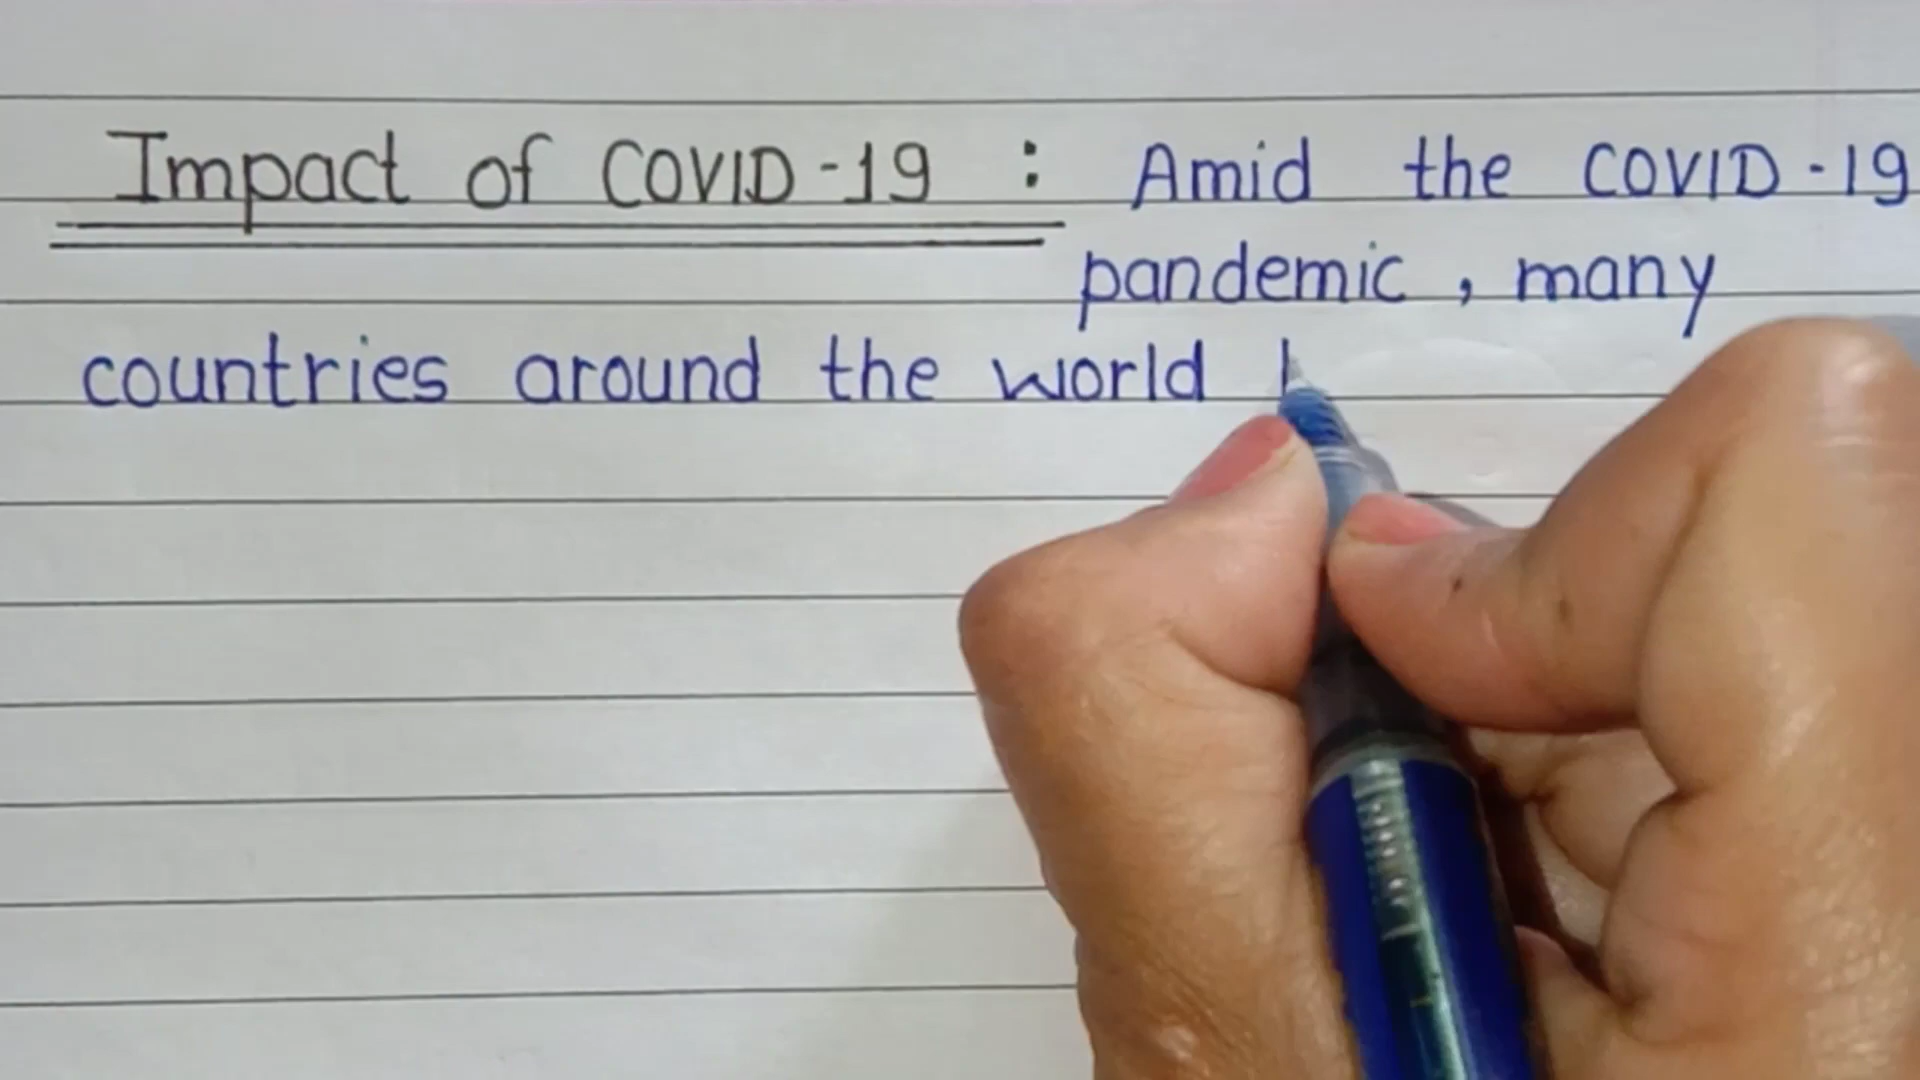 Impact of COVID-19 : Amid the COVID-19
pandemic, many
countries around the world